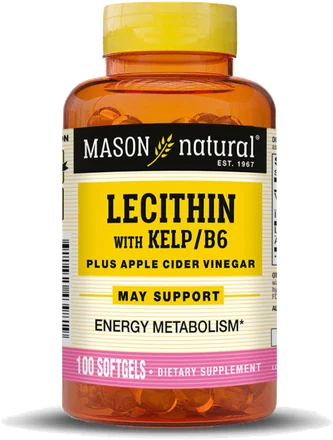 MASON natural®
EST. 1967
LECITHIN
WITH KELP/B6
PLUS APPLE CIDER VINEGAR
MAY SUPPORT
ENERGY METABOLISM*
100 SOFTGELS • DIETARY SUPPLEMENT